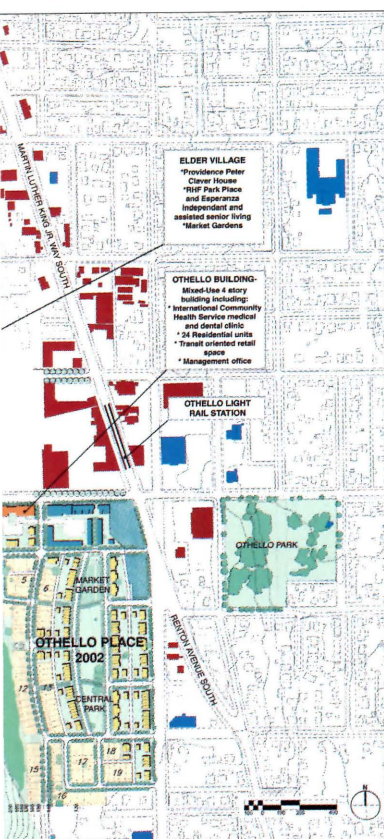 MARTIN LUTHER KING JR. WAY SOUTH
ELDER VILLAGE
*Providence Peter
Claver House
*RHF Park Place
and Esperanza
independant and
assisted senior living
*Market Gardens
OTHELLO BUILDING-
Mixed-Use 4 story
building including:
* International Community
Health Service medical
and dental clinic
* 24 Residential units
* Transit oriented retail
space
* Management office
OTHELLO LIGHT
RAIL STATION
OTHELLO PARK
MARKET
GARDEN
5
6
OTHELLO PLACE
2002
RENTON AVENUE SOUTH
12
13
CENTRAL
PARK
15
17
18
19
16
N